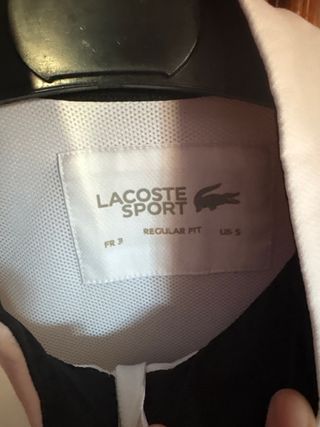 LACOSTE
SPORT
FR 3 REGULAR FIT US S